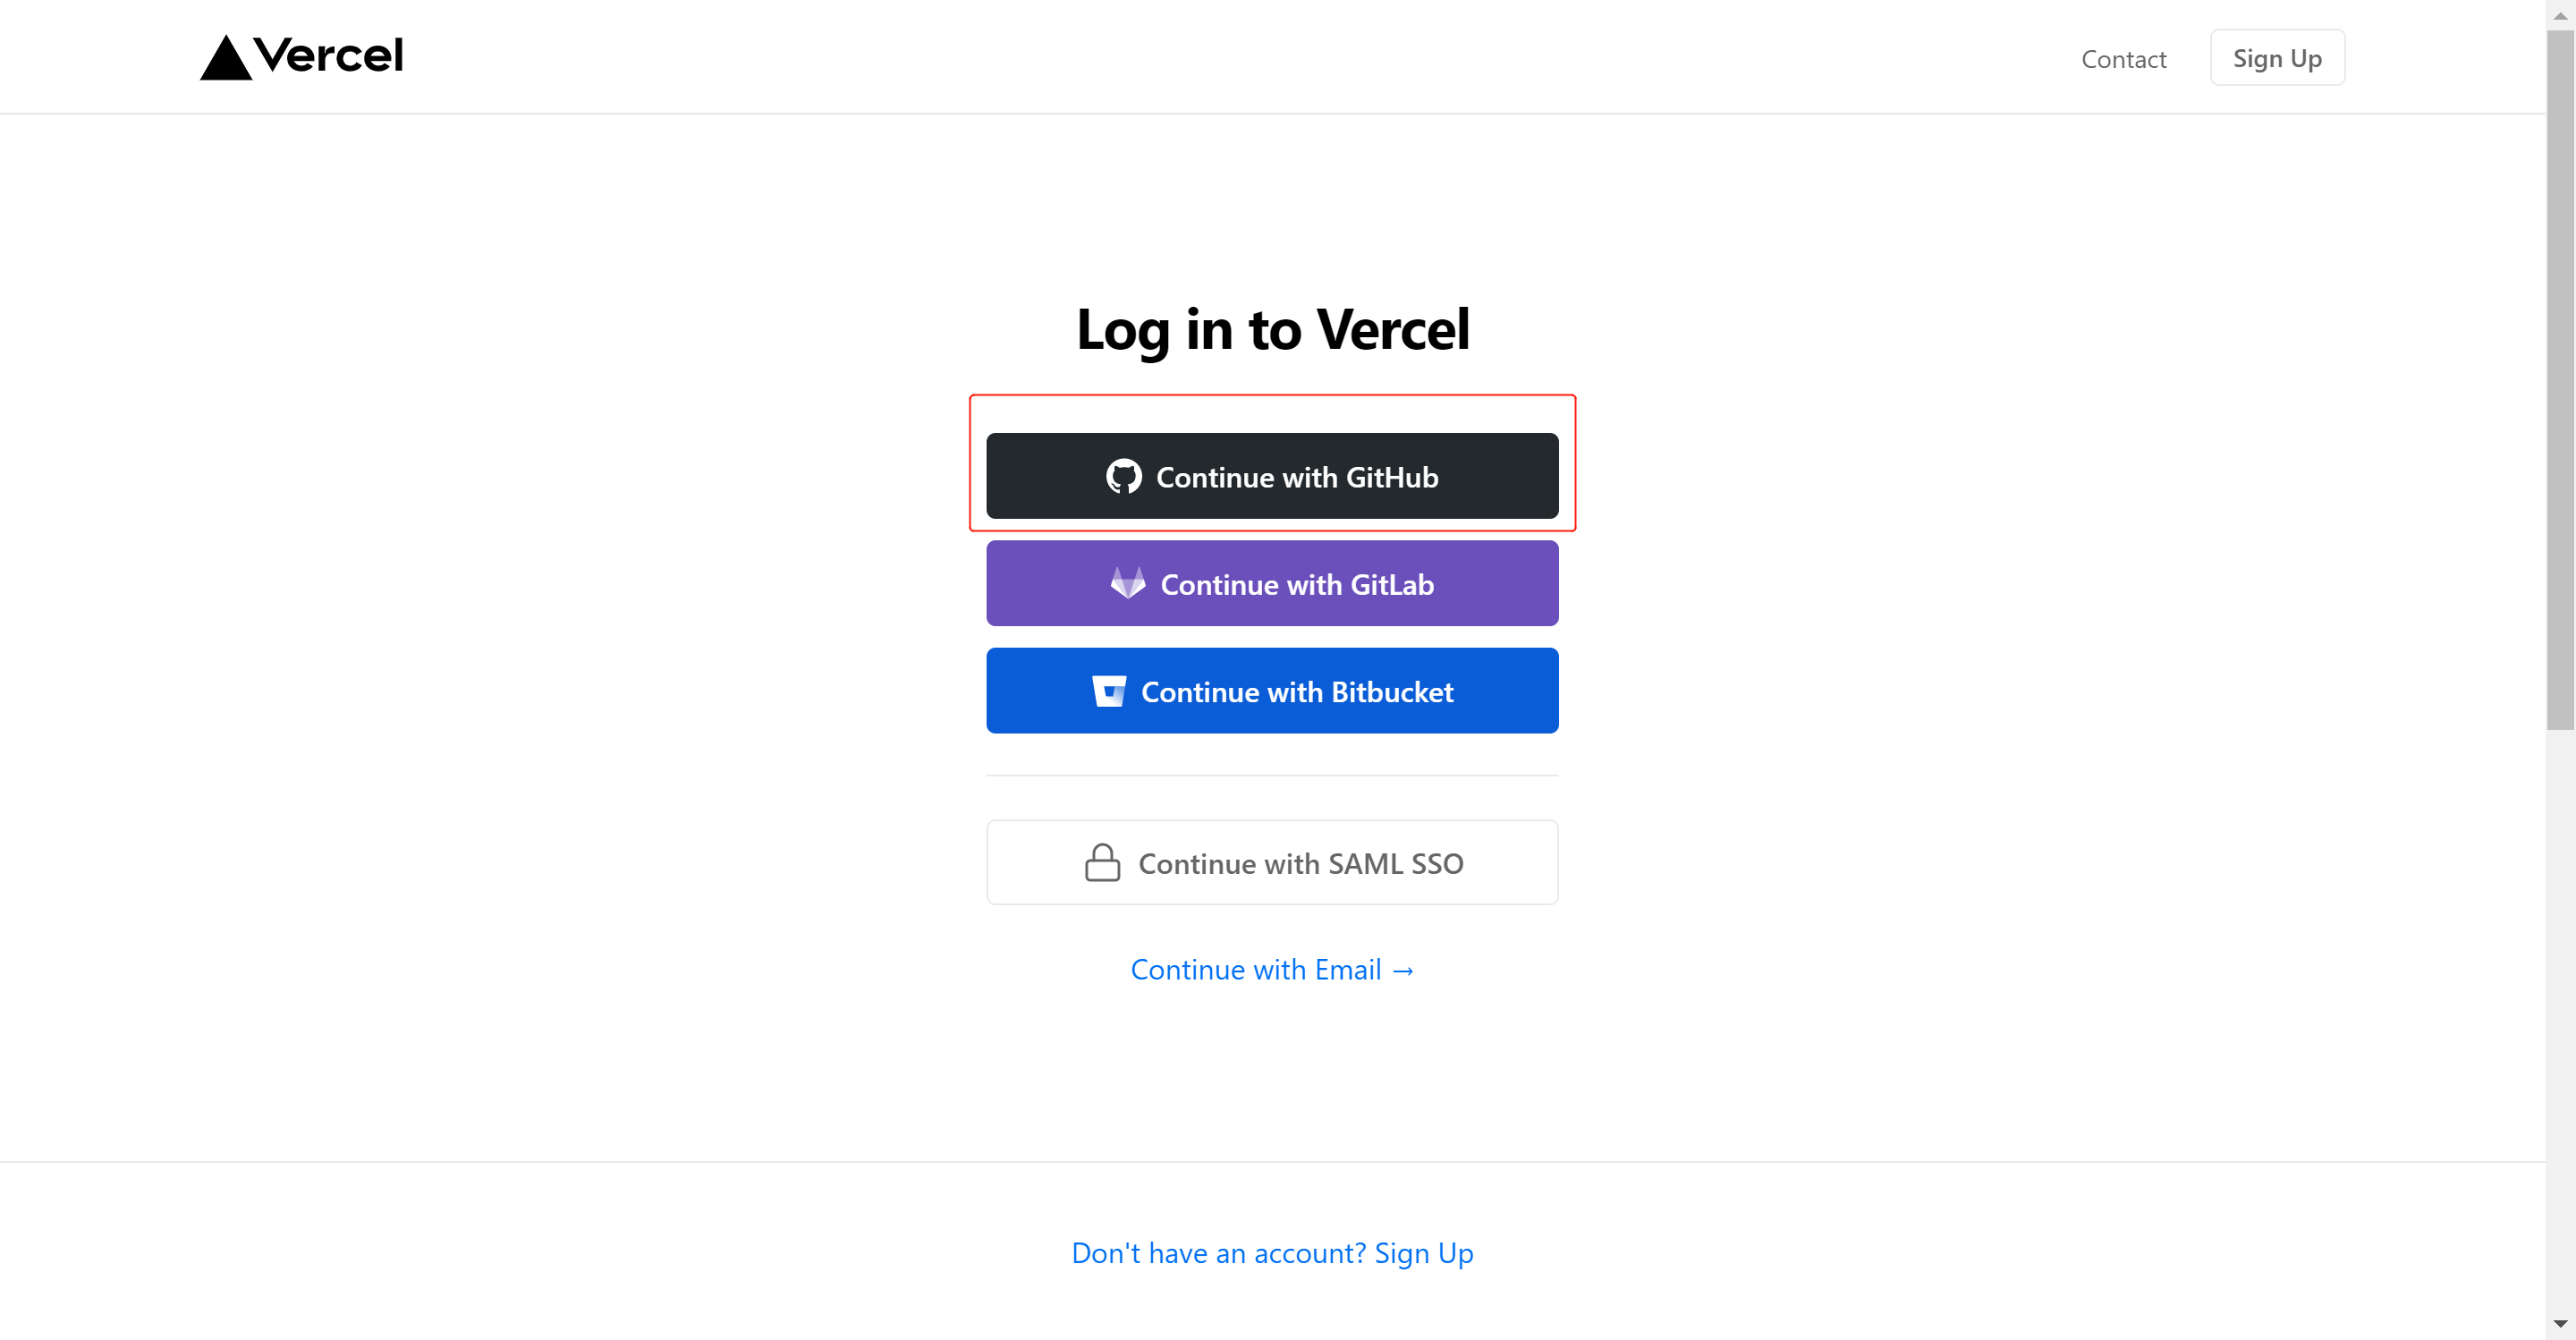 Vercel
Contact
Sign Up
Log in to Vercel
Continue with GitHub
Continue with GitLab
Continue with Bitbucket
Continue with SAML SSO
Continue with Email →
Don't have an account? Sign Up